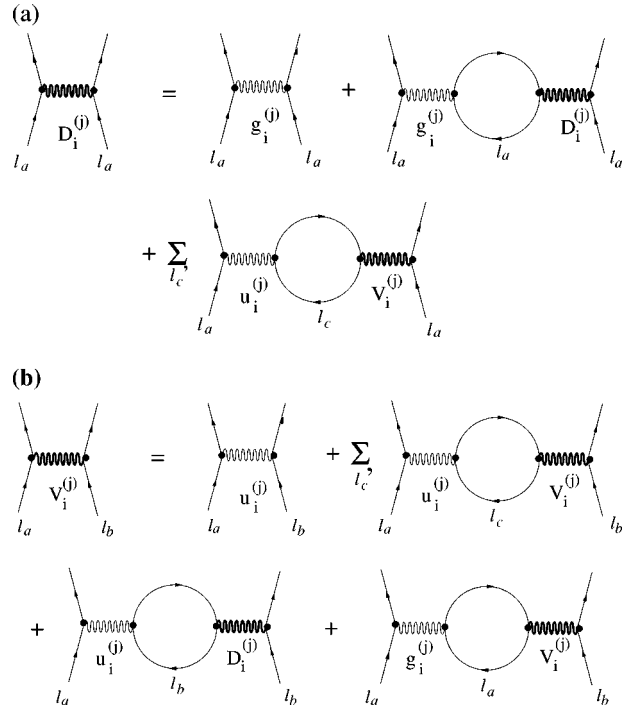 (a)
=
+
D_i^(j)
g_i^(j)
g_i^(j)
D_i^(j)
l_a l_a l_a l_a l_a l_a l_a
+ Σ_{l_c'}
u_i^(j)
V_i^(j)
l_a l_c l_a
(b)
=
+ Σ_{l_c'}
V_i^(j)
u_i^(j)
u_i^(j)
V_i^(j)
l_a l_b l_a l_b l_a l_c l_b
+
+
u_i^(j)
D_i^(j)
g_i^(j)
V_i^(j)
l_a l_b l_b l_a l_a l_b